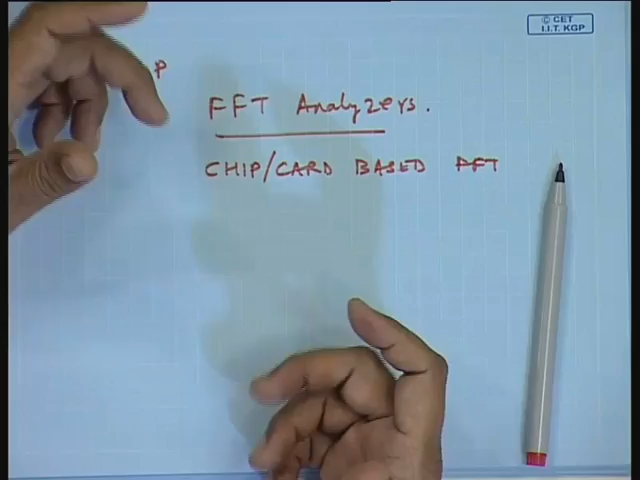 © CET
I.I.T. KGP
P
FFT Analyzers.
CHIP/CARD BASED FFT